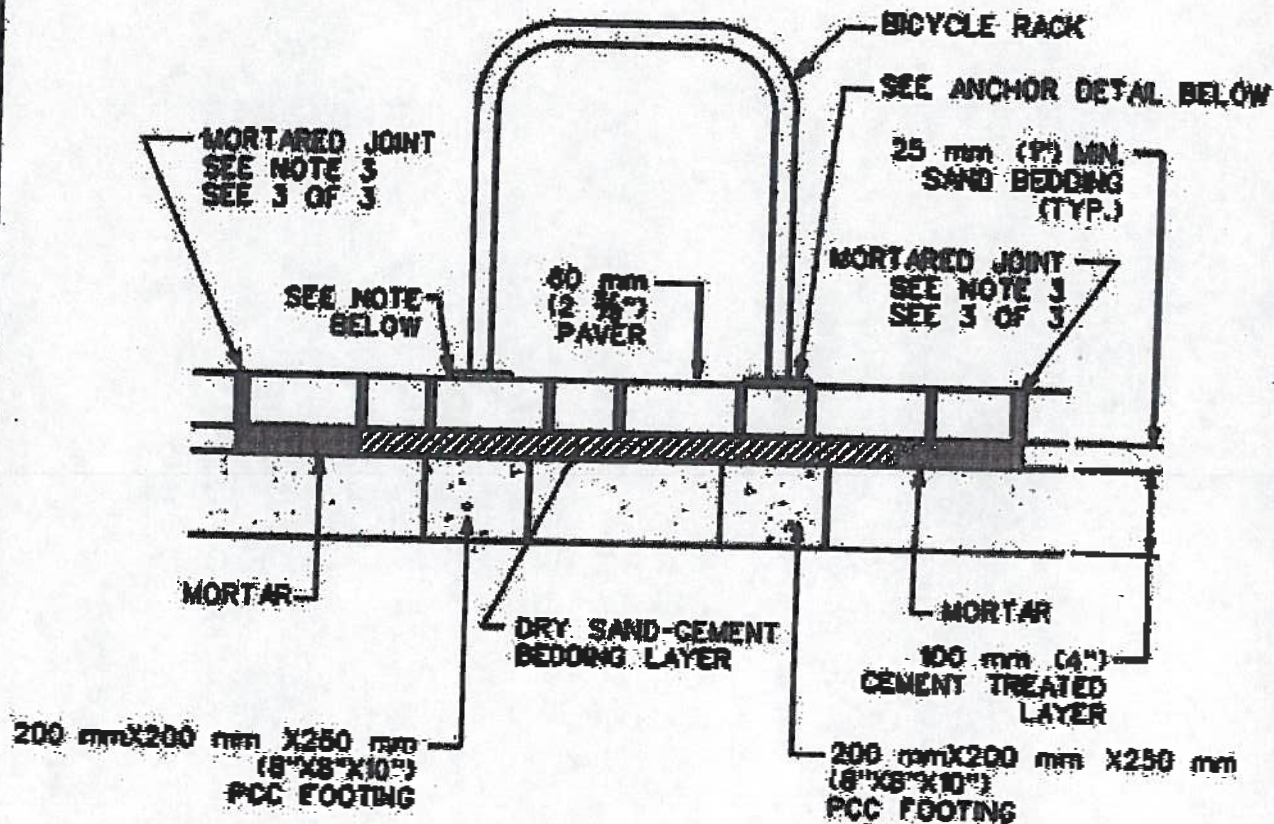 BICYCLE RACK
SEE ANCHOR DETAIL BELOW
MORTARED JOINT
SEE NOTE 3
SEE 3 OF 3
25 mm (1") MIN.
SAND BEDDING
(TYP.)
MORTARED JOINT
SEE NOTE 3
SEE 3 OF 3
SEE NOTE
BELOW
60 mm
(2 ⅜")
PAVER
MORTAR
DRY SAND-CEMENT
BEDDING LAYER
MORTAR
100 mm (4")
CEMENT TREATED
LAYER
200 mmX200 mm X250 mm
(8"X8"X10")
PCC FOOTING
200 mmX200 mm X250 mm
(8"X8"X10")
PCC FOOTING